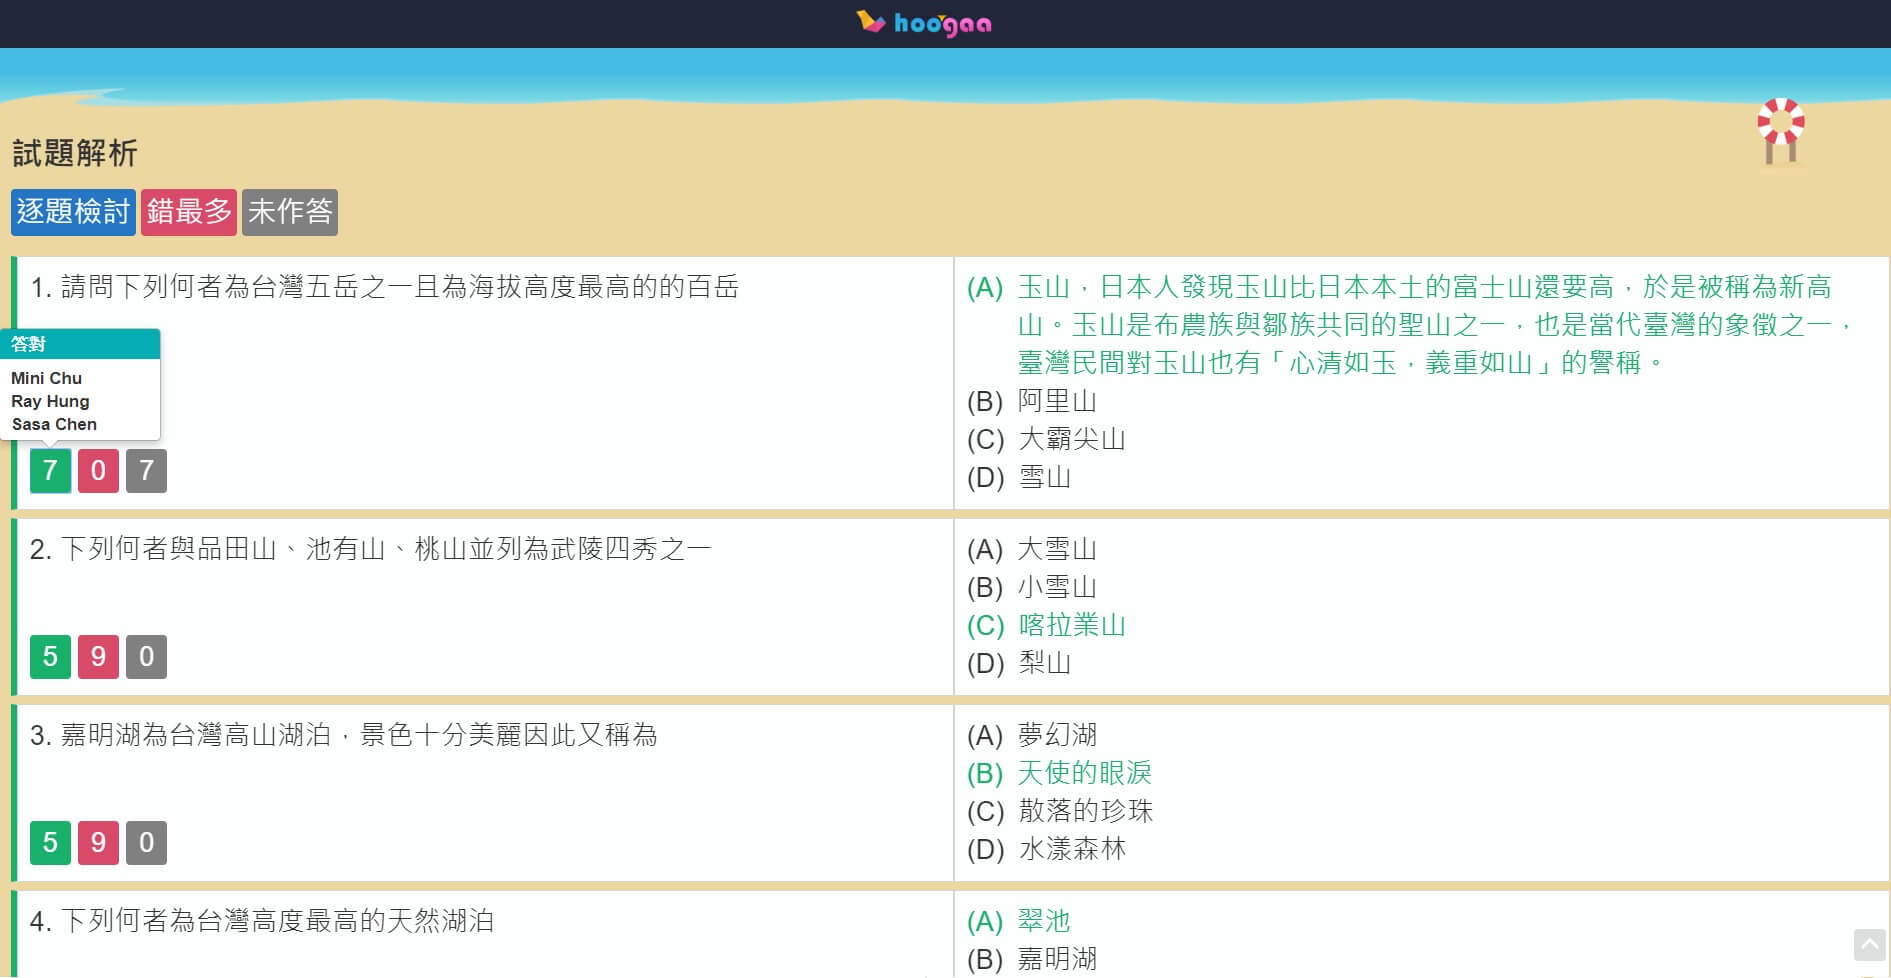 hoogaa
試題解析
逐題檢討 錯最多 未作答
1. 請問下列何者為台灣五岳之一且為海拔高度最高的的百岳
答對
Mini Chu
Ray Hung
Sasa Chen
7 0 7
(A) 玉山，日本人發現玉山比日本本土的富士山還要高，於是被稱為新高
山。玉山是布農族與鄒族共同的聖山之一，也是當代臺灣的象徵之一，
臺灣民間對玉山也有「心清如玉，義重如山」的譽稱。
(B) 阿里山
(C) 大霸尖山
(D) 雪山
2. 下列何者與品田山、池有山、桃山並列為武陵四秀之一
5 9 0
(A) 大雪山
(B) 小雪山
(C) 喀拉業山
(D) 梨山
3. 嘉明湖為台灣高山湖泊，景色十分美麗因此又稱為
5 9 0
(A) 夢幻湖
(B) 天使的眼淚
(C) 散落的珍珠
(D) 水漾森林
4. 下列何者為台灣高度最高的天然湖泊
(A) 翠池
(B) 嘉明湖